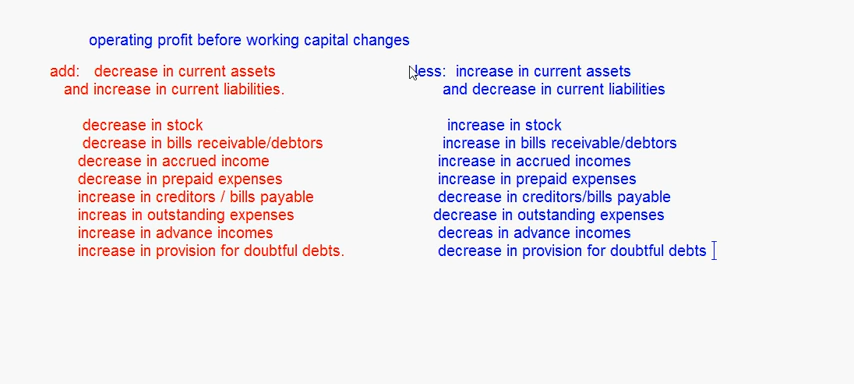 operating profit before working capital changes
add: decrease in current assets
and increase in current liabilities.
decrease in stock
decrease in bills receivable/debtors
decrease in accrued income
decrease in prepaid expenses
increase in creditors / bills payable
increas in outstanding expenses
increase in advance incomes
increase in provision for doubtful debts.
less: increase in current assets
and decrease in current liabilities
increase in stock
increase in bills receivable/debtors
increase in accrued incomes
increase in prepaid expenses
decrease in creditors/bills payable
decrease in outstanding expenses
decreas in advance incomes
decrease in provision for doubtful debts